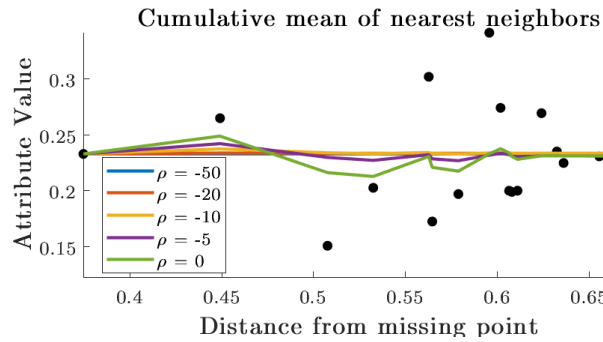 Cumulative mean of nearest neighbors
Attribute Value
0.3
0.25
0.2
0.15
ρ = -50
ρ = -20
ρ = -10
ρ = -5
ρ = 0
0.4 0.45 0.5 0.55 0.6 0.65
Distance from missing point